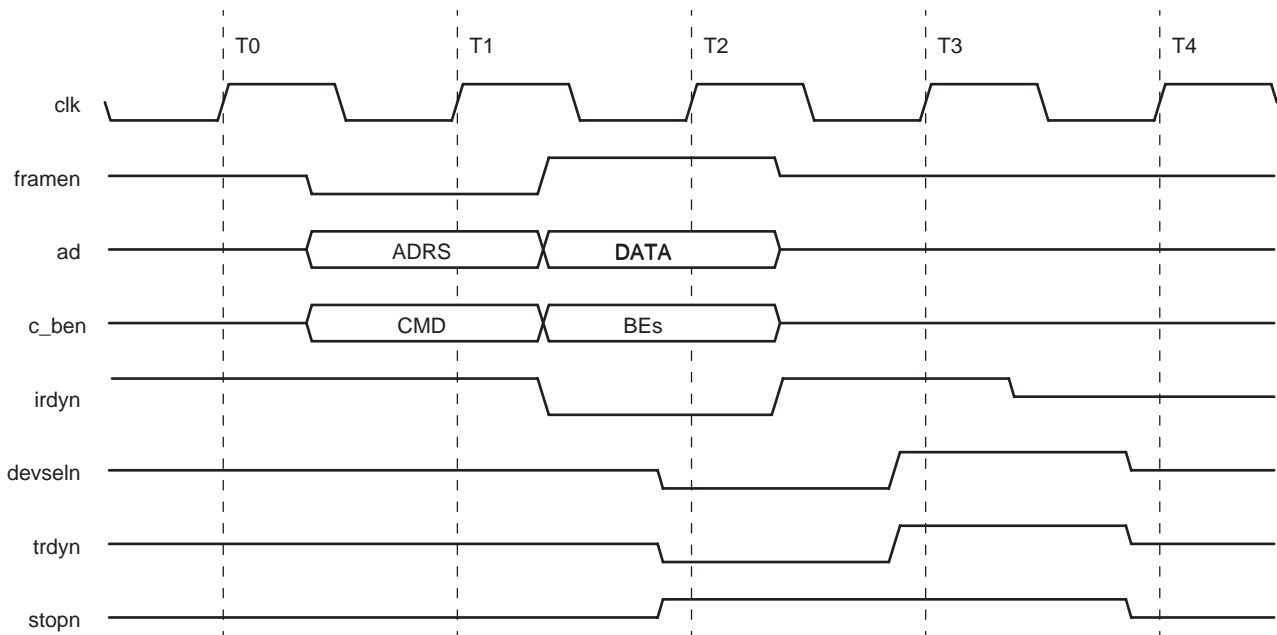 T0 T1 T2 T3 T4
clk
framen
ad ADRS DATA
c_ben CMD BEs
irdyn
devseln
trdyn
stopn